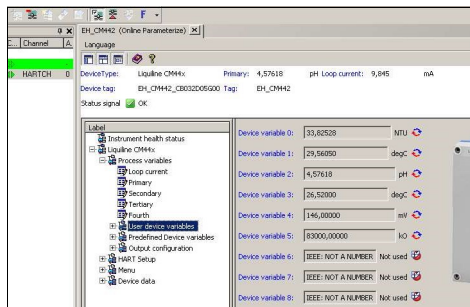 F
EH_CM442 (Online Parameterize)
C... Channel A
HARTCH 0
Language
DeviceType: Liquiline CM44x Primary: 4,57618 pH Loop current: 9,845 mA
Device tag: EH_CM442_CB032D05G00 Tag: EH_CM442
Status signal OK
Label
Instrument health status
Liquiline CM44x
Process variables
Loop current
Primary
Secondary
Tertiary
Fourth
User device variables
Predefined Device variables
Output configuration
HART Setup
Menu
Device data
Device variable 0: 33,82528 NTU
Device variable 1: 29,56050 degC
Device variable 2: 4,57618 pH
Device variable 3: 26,52000 degC
Device variable 4: 146,00000 mV
Device variable 5: 83000,00000 kO
Device variable 6: IEEE: NOT A NUMBER Not used
Device variable 7: IEEE: NOT A NUMBER Not used
Device variable 8: IEEE: NOT A NUMBER Not used